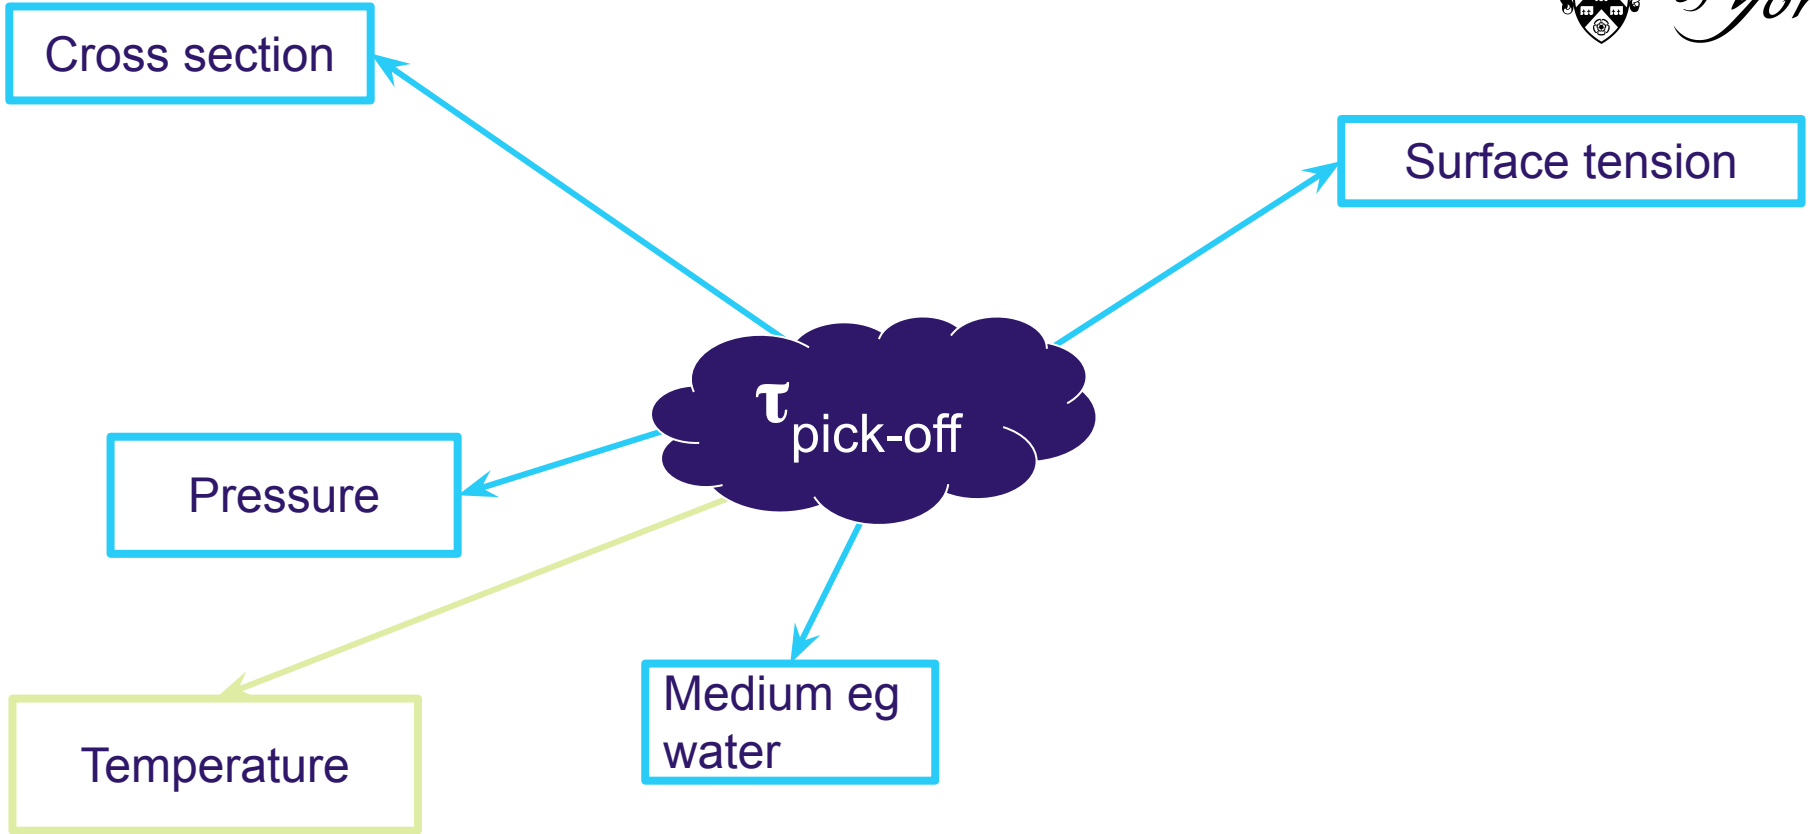 Cross section
Surface tension
τpick-off
Pressure
Medium eg
water
Temperature